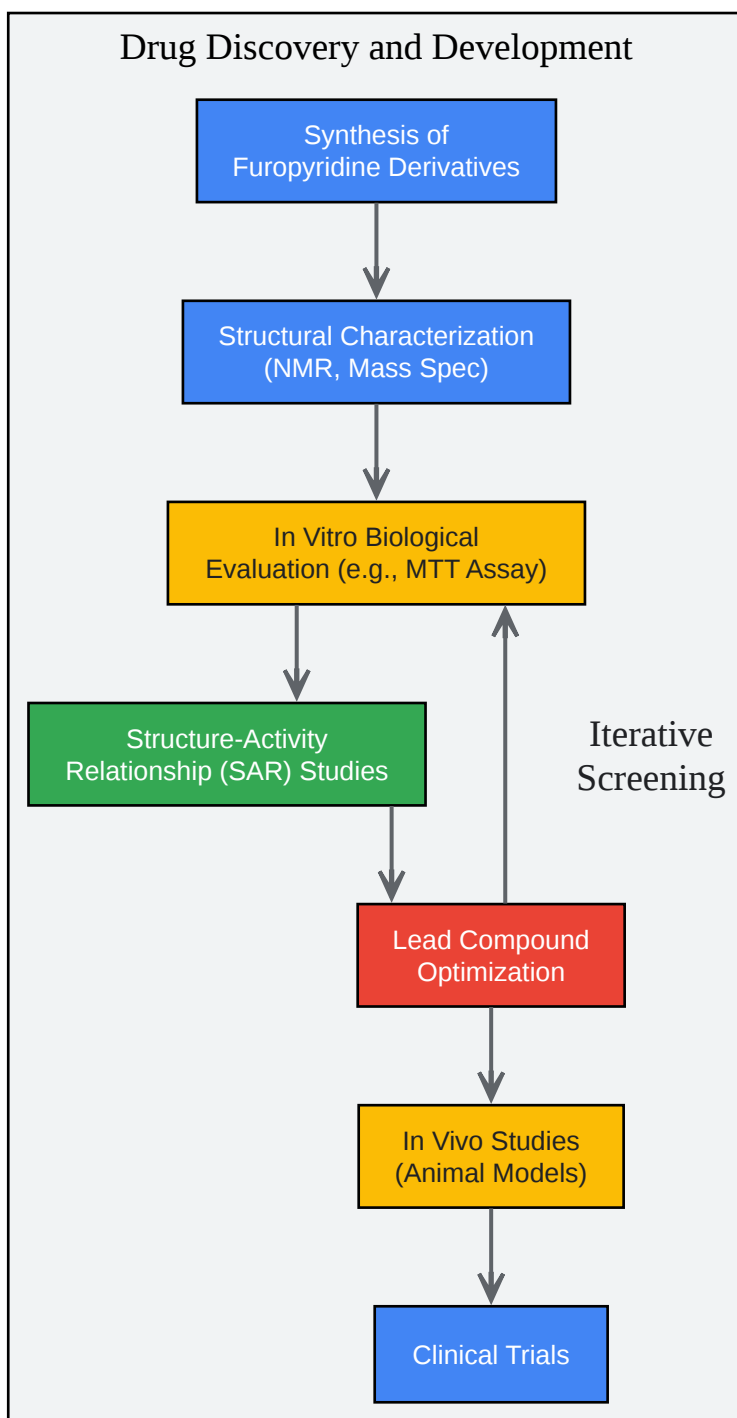 Drug Discovery and Development
Synthesis of
Furopyridine Derivatives
Structural Characterization
(NMR, Mass Spec)
In Vitro Biological
Evaluation (e.g., MTT Assay)
Structure-Activity
Relationship (SAR) Studies
Iterative
Screening
Lead Compound
Optimization
In Vivo Studies
(Animal Models)
Clinical Trials